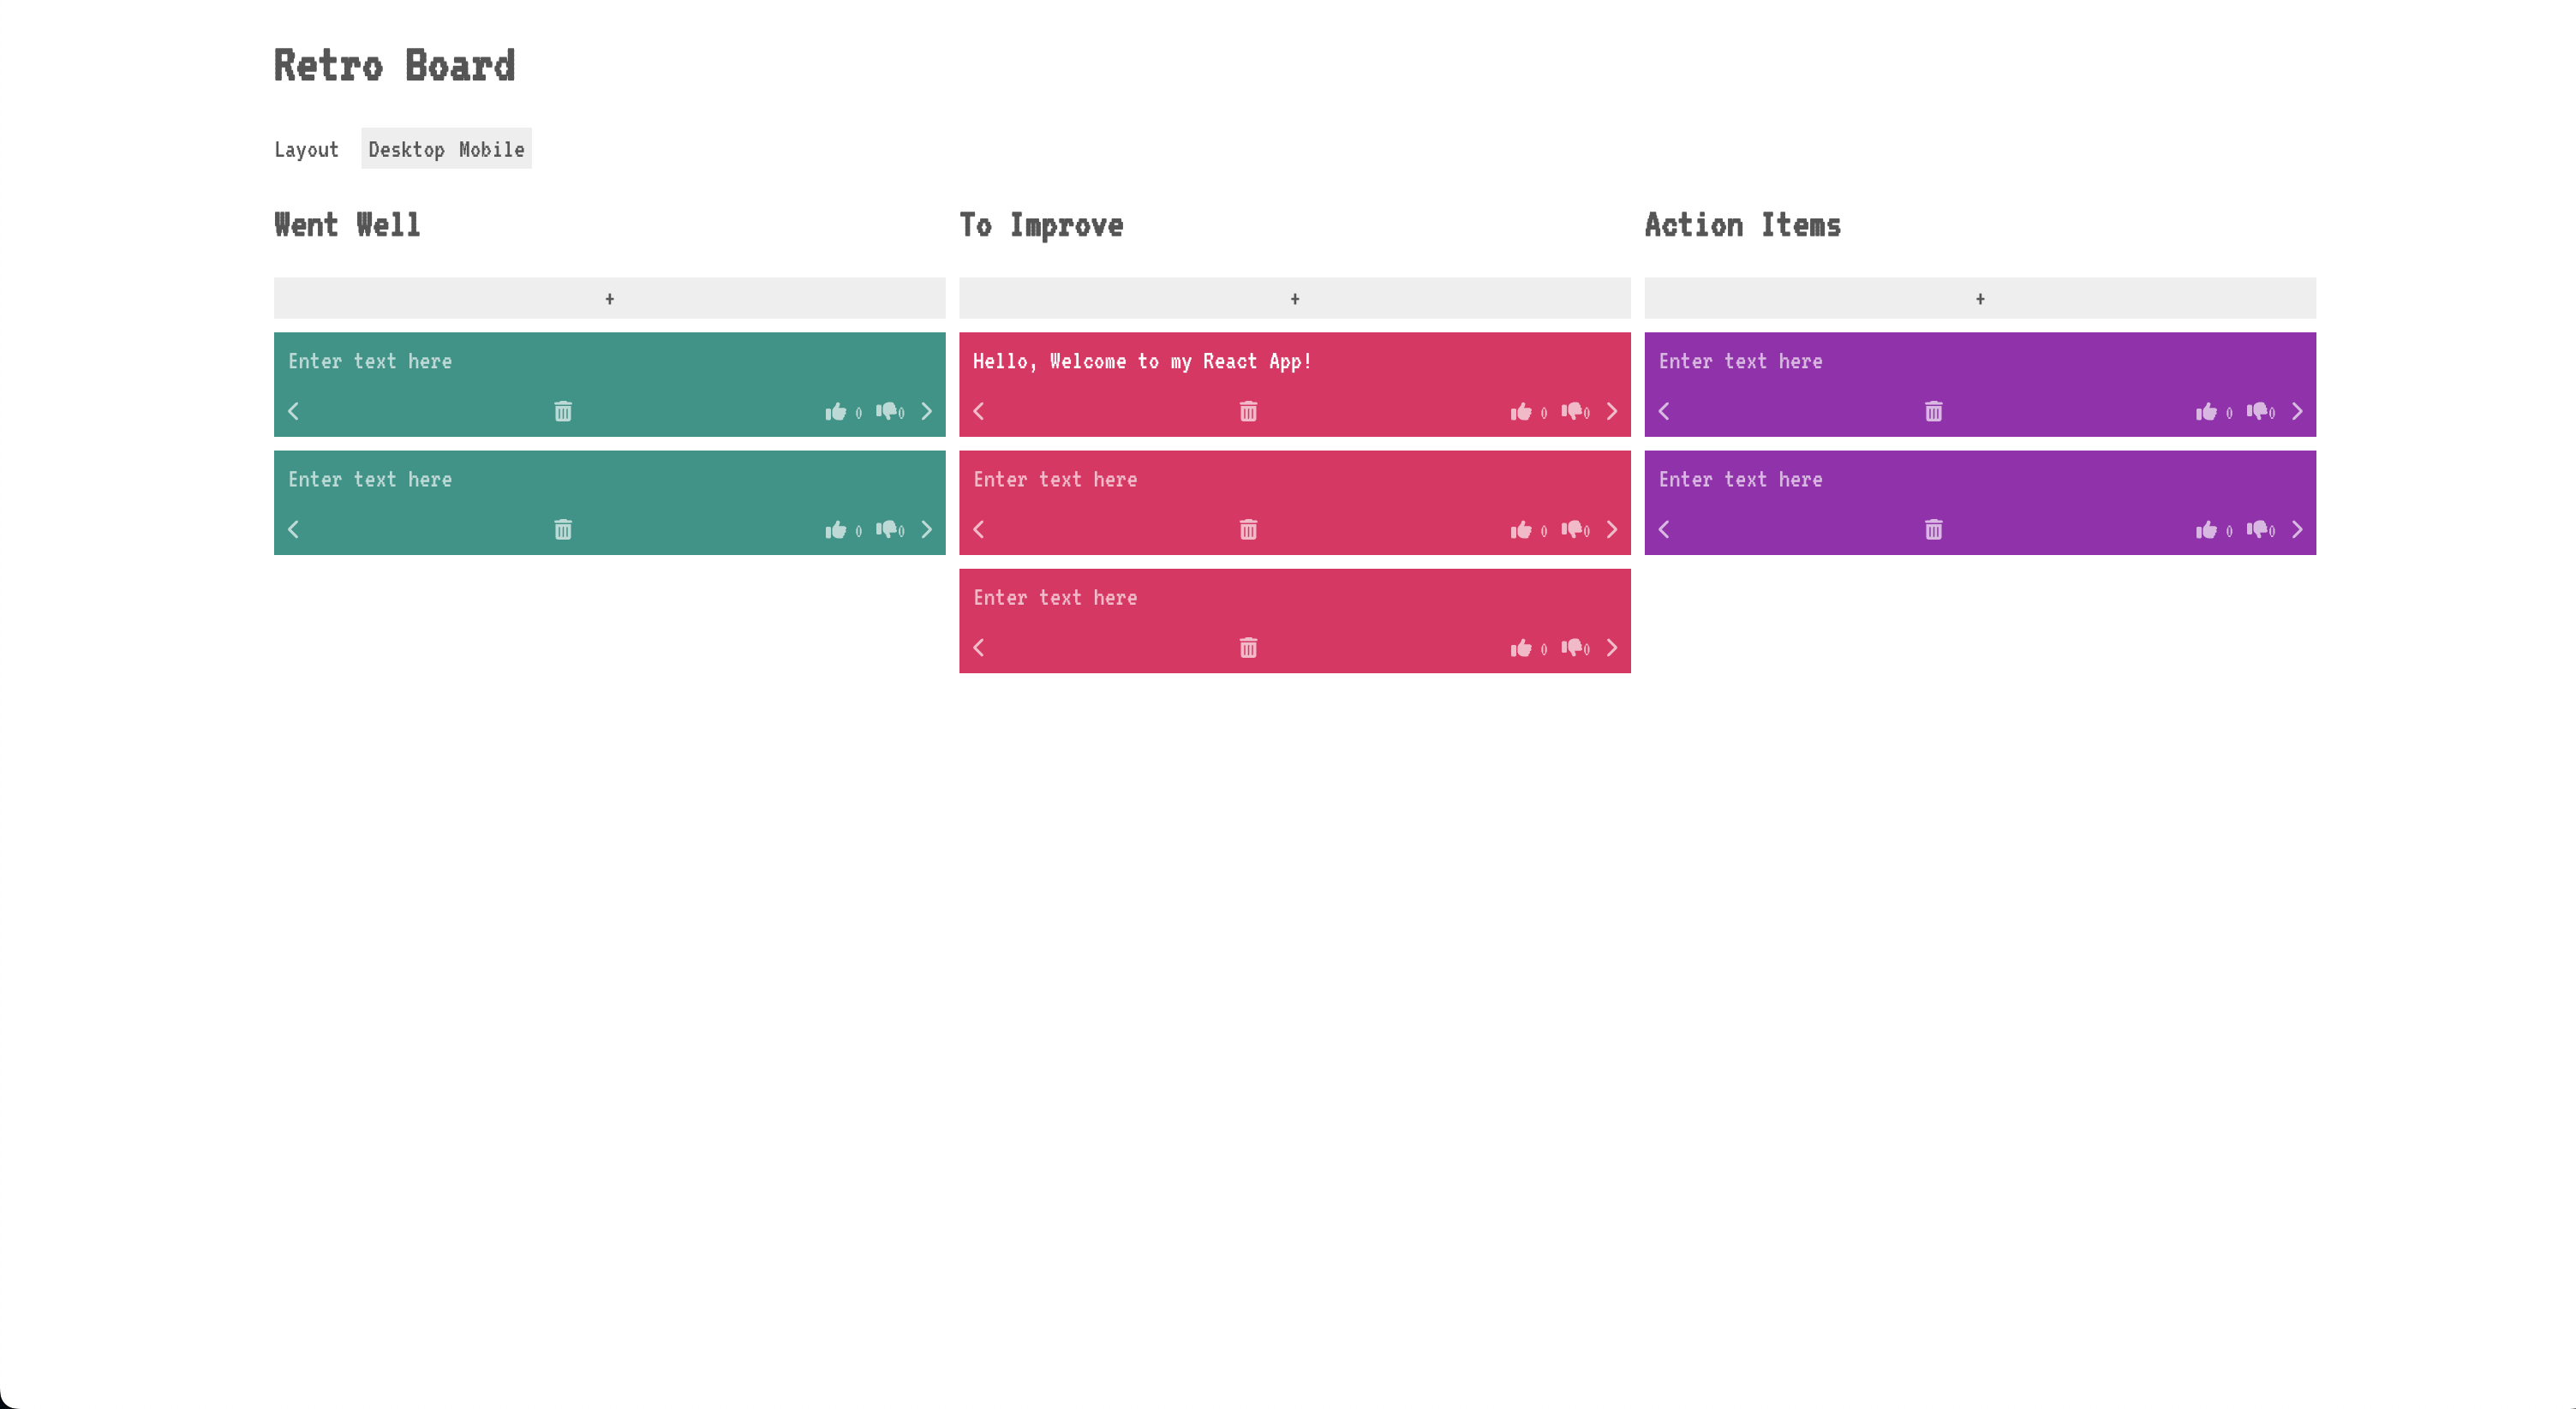 Retro Board
Layout Desktop Mobile
Went Well
+
Enter text here
0 0
Enter text here
0 0
To Improve
+
Hello, Welcome to my React App!
0 0
Enter text here
0 0
Enter text here
0 0
Action Items
+
Enter text here
0 0
Enter text here
0 0